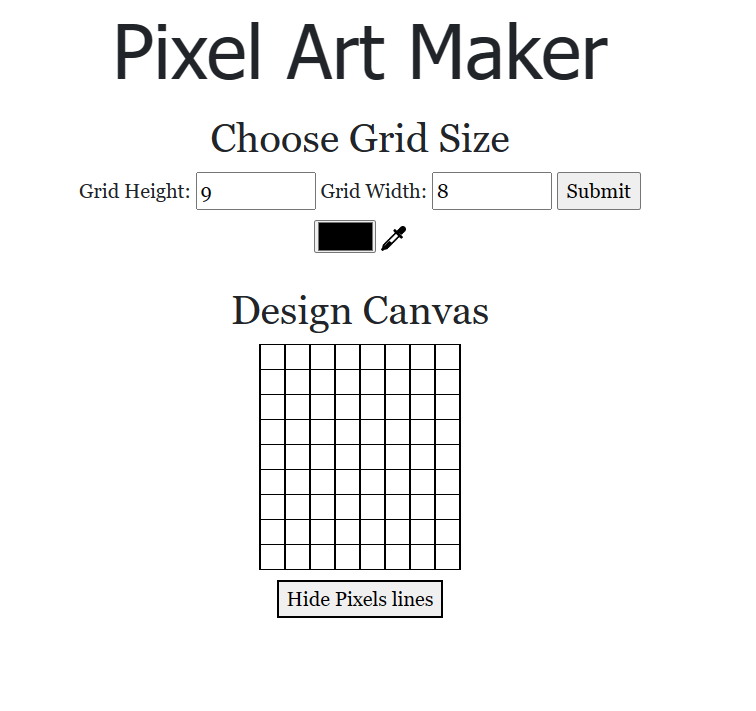 Pixel Art Maker
Choose Grid Size
Grid Height: 9 Grid Width: 8 Submit
Design Canvas
Hide Pixels lines